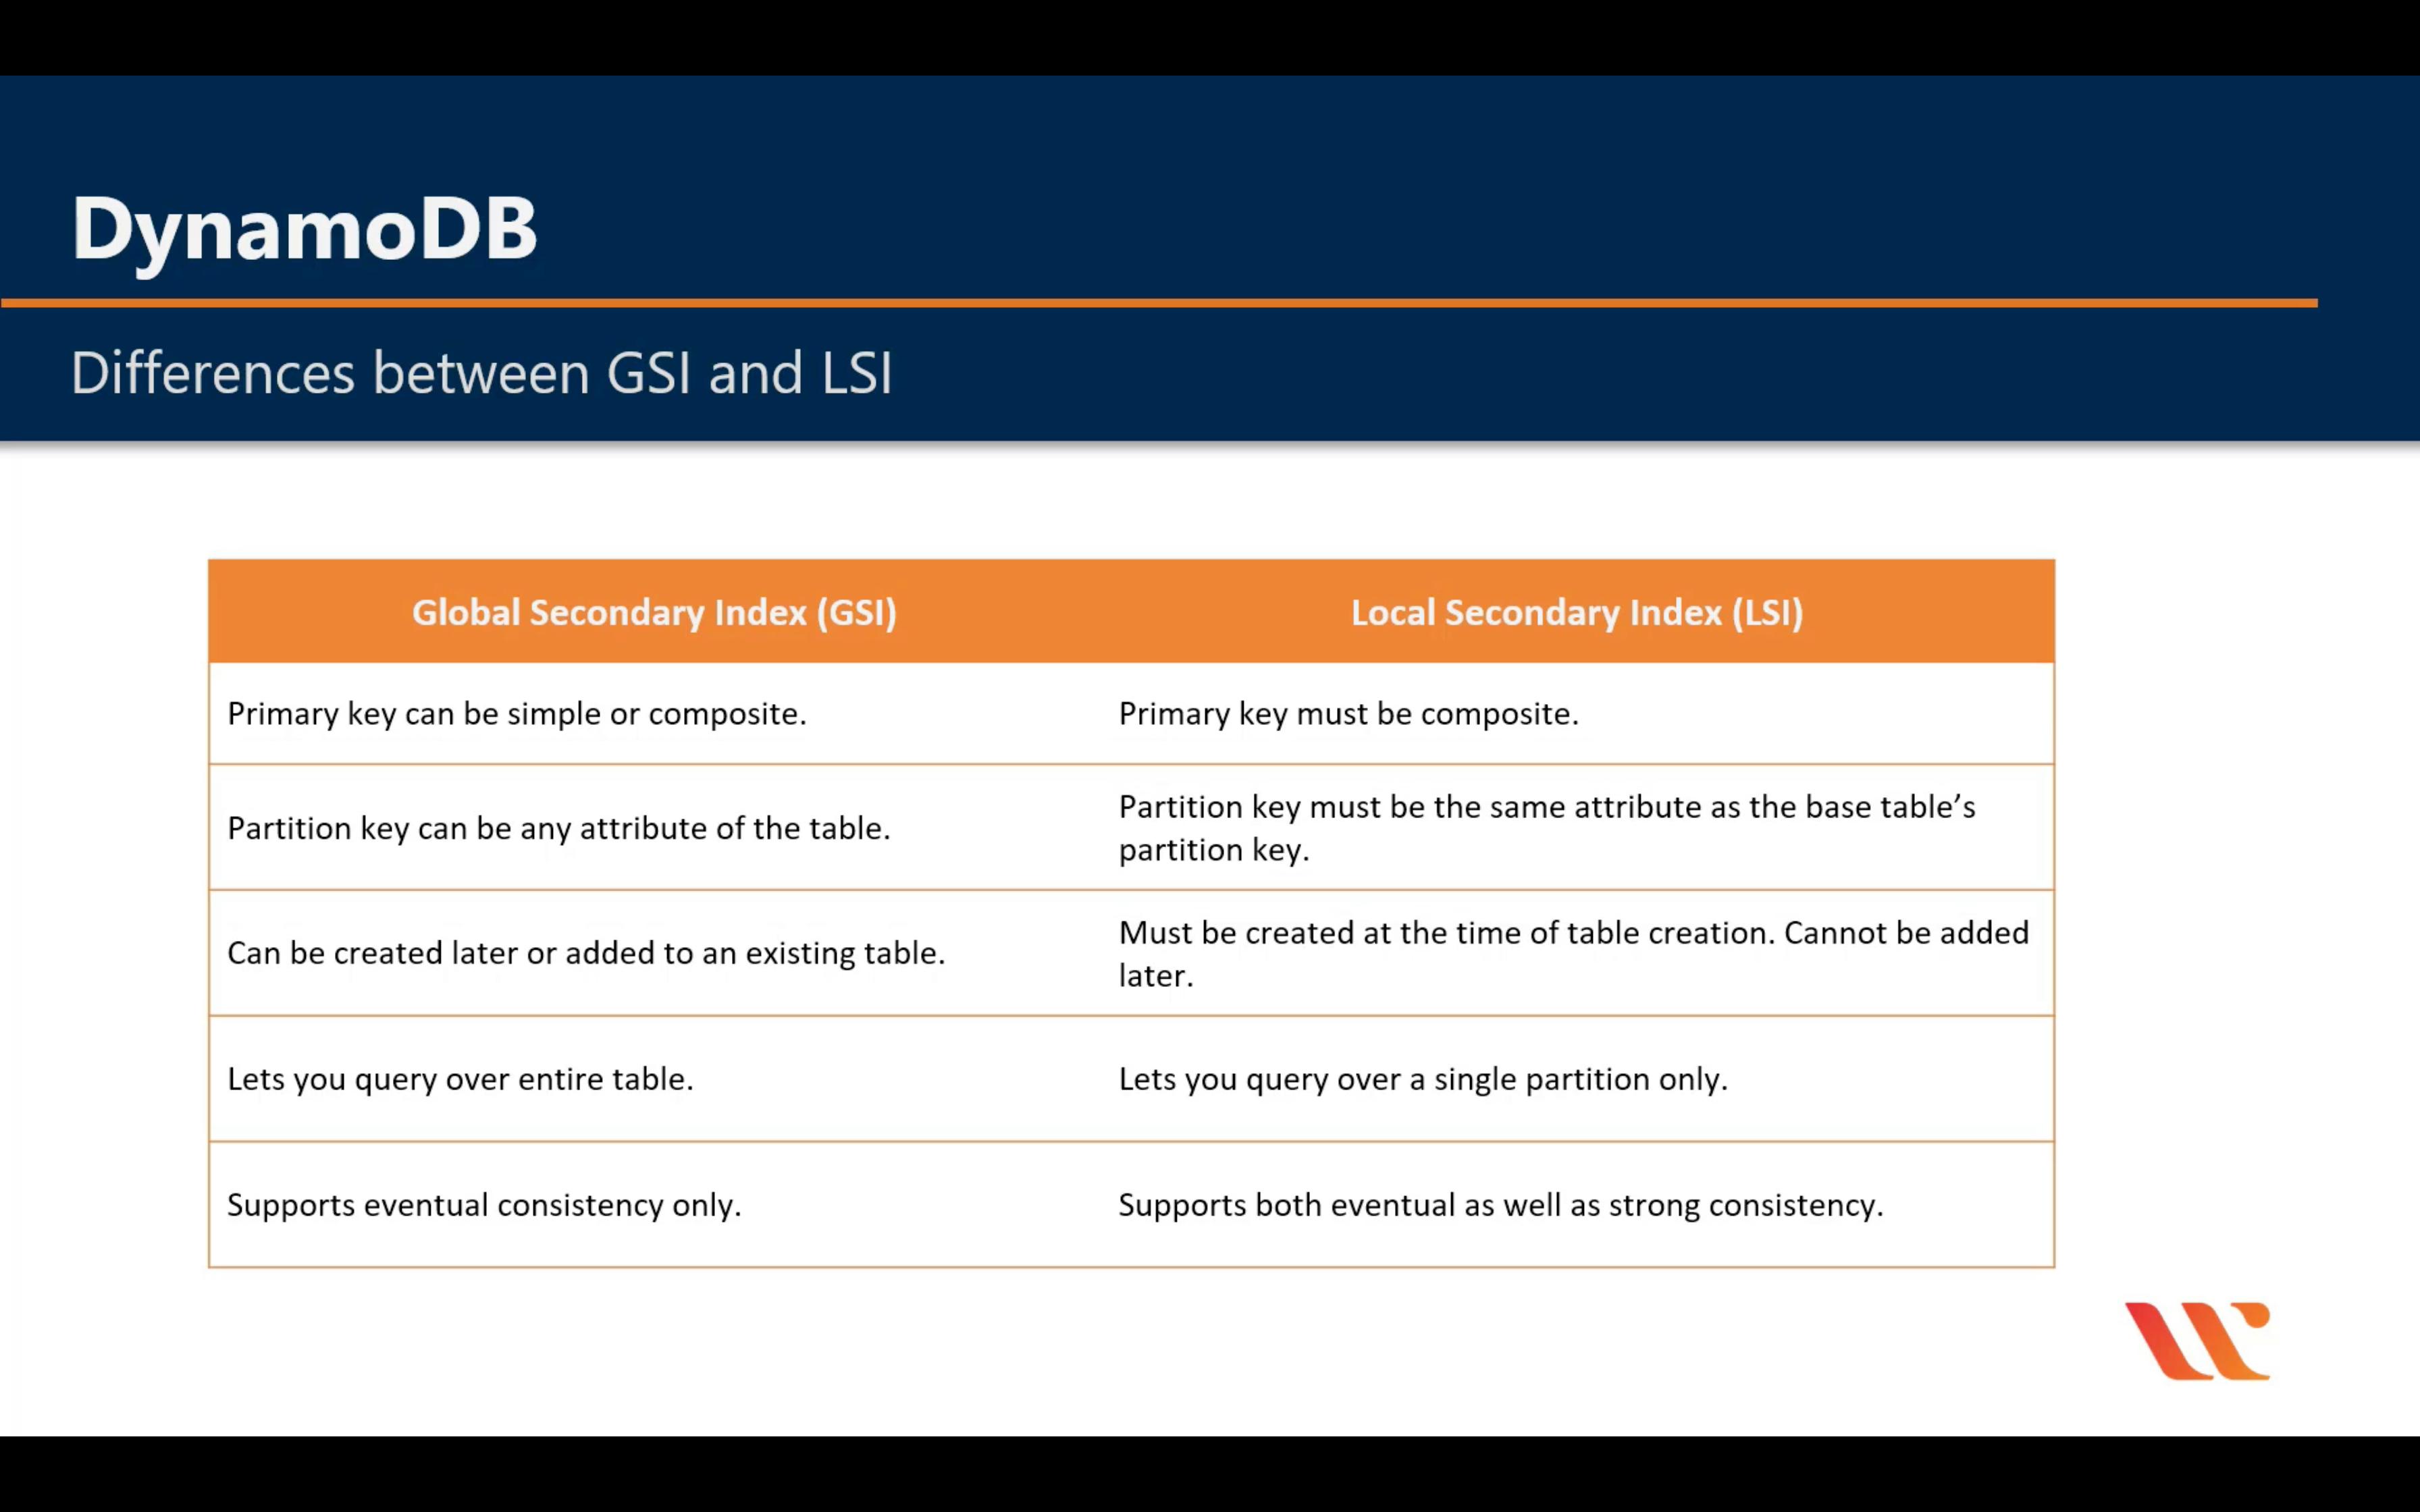 DynamoDB
Differences between GSI and LSI
Global Secondary Index (GSI)
Local Secondary Index (LSI)
Primary key can be simple or composite.
Primary key must be composite.
Partition key can be any attribute of the table.
Partition key must be the same attribute as the base table’s
partition key.
Can be created later or added to an existing table.
Must be created at the time of table creation. Cannot be added
later.
Lets you query over entire table.
Lets you query over a single partition only.
Supports eventual consistency only.
Supports both eventual as well as strong consistency.